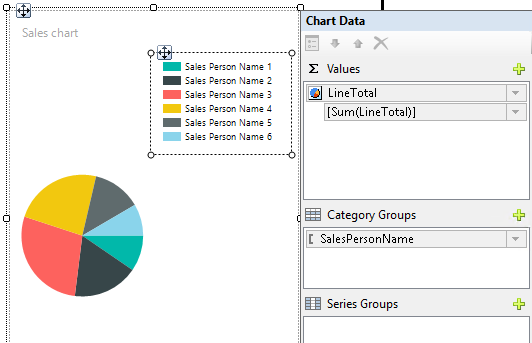 Sales chart
Sales Person Name 1
Sales Person Name 2
Sales Person Name 3
Sales Person Name 4
Sales Person Name 5
Sales Person Name 6
Chart Data
Σ Values
LineTotal
[Sum(LineTotal)]
Category Groups
SalesPersonName
Series Groups